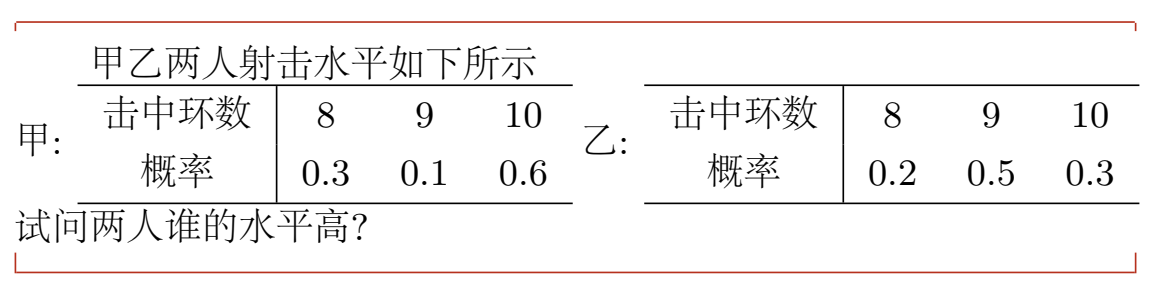 甲乙两人射击水平如下所示
甲: 击中环数 8 9 10 乙: 击中环数 8 9 10
概率 0.3 0.1 0.6 概率 0.2 0.5 0.3
试问两人谁的水平高?